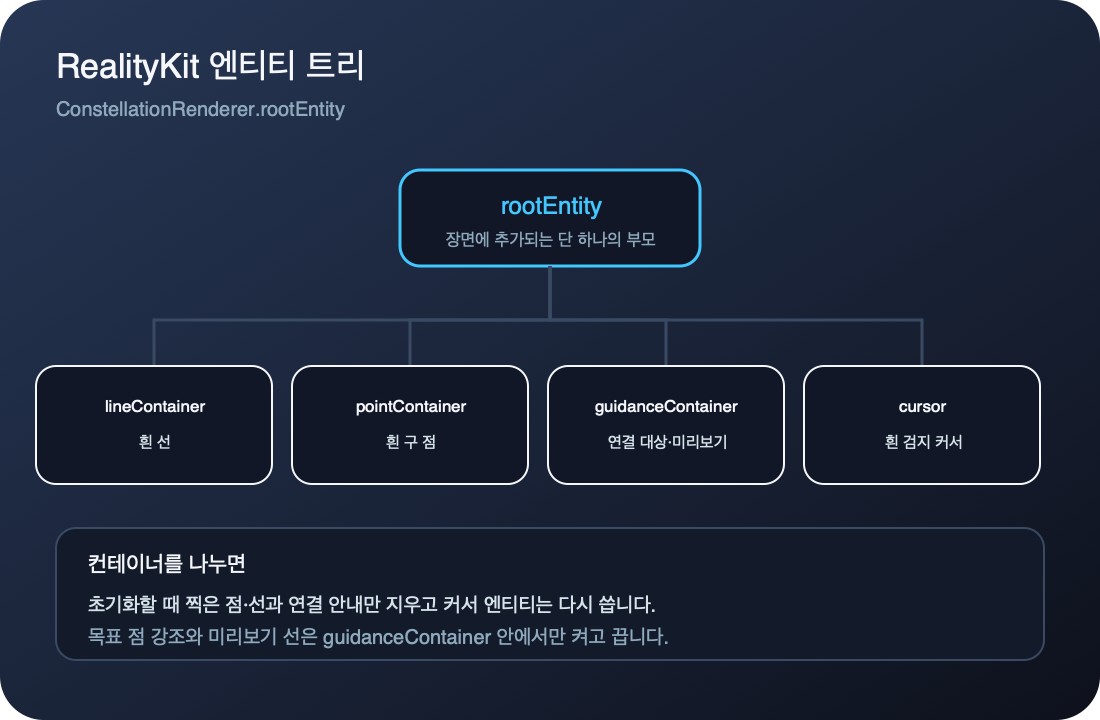 RealityKit 엔티티 트리
ConstellationRenderer.rootEntity
rootEntity
장면에 추가되는 단 하나의 부모
lineContainer
흰 선
pointContainer
흰 구 점
guidanceContainer
연결 대상·미리보기
cursor
흰 검지 커서
컨테이너를 나누면
초기화할 때 찍은 점·선과 연결 안내만 지우고 커서 엔티티는 다시 씁니다.
목표 점 강조와 미리보기 선은 guidanceContainer 안에서만 켜고 끕니다.